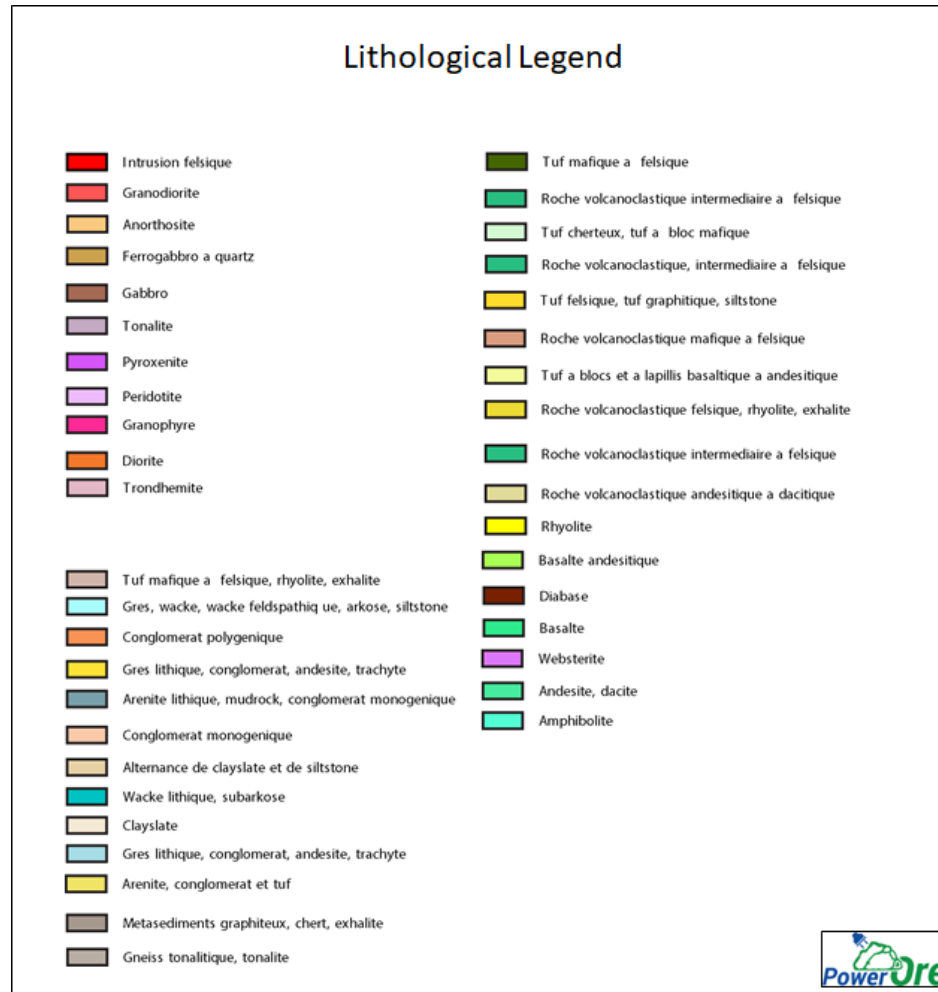 Lithological Legend
Intrusion felsique
Granodiorite
Anorthosite
Ferrogabbro a quartz
Gabbro
Tonalite
Pyroxenite
Peridotite
Granophyre
Diorite
Trondhemite
Tuf mafique a felsique, rhyolite, exhalite
Gres, wacke, wacke feldspathiq ue, arkose, siltstone
Conglomerat polygenique
Gres lithique, conglomerat, andesite, trachyte
Arenite lithique, mudrock, conglomerat monogenique
Conglomerat monogenique
Alternance de clayslate et de siltstone
Wacke lithique, subarkose
Clayslate
Gres lithique, conglomerat, andesite, trachyte
Arenite, conglomerat et tuf
Metasediments graphiteux, chert, exhalite
Gneiss tonalitique, tonalite
Tuf mafique a felsique
Roche volcanoclastique intermediaire a felsique
Tuf cherteux, tuf a bloc mafique
Roche volcanoclastique, intermediaire a felsique
Tuf felsique, tuf graphitique, siltstone
Roche volcanoclastique mafique a felsique
Tuf a blocs et a lapillis basaltique a andesitique
Roche volcanoclastique felsique, rhyolite, exhalite
Roche volcanoclastique intermediaire a felsique
Roche volcanoclastique andesitique a dacitique
Rhyolite
Basalte andesitique
Diabase
Basalte
Websterite
Andesite, dacite
Amphibolite
Power Ore